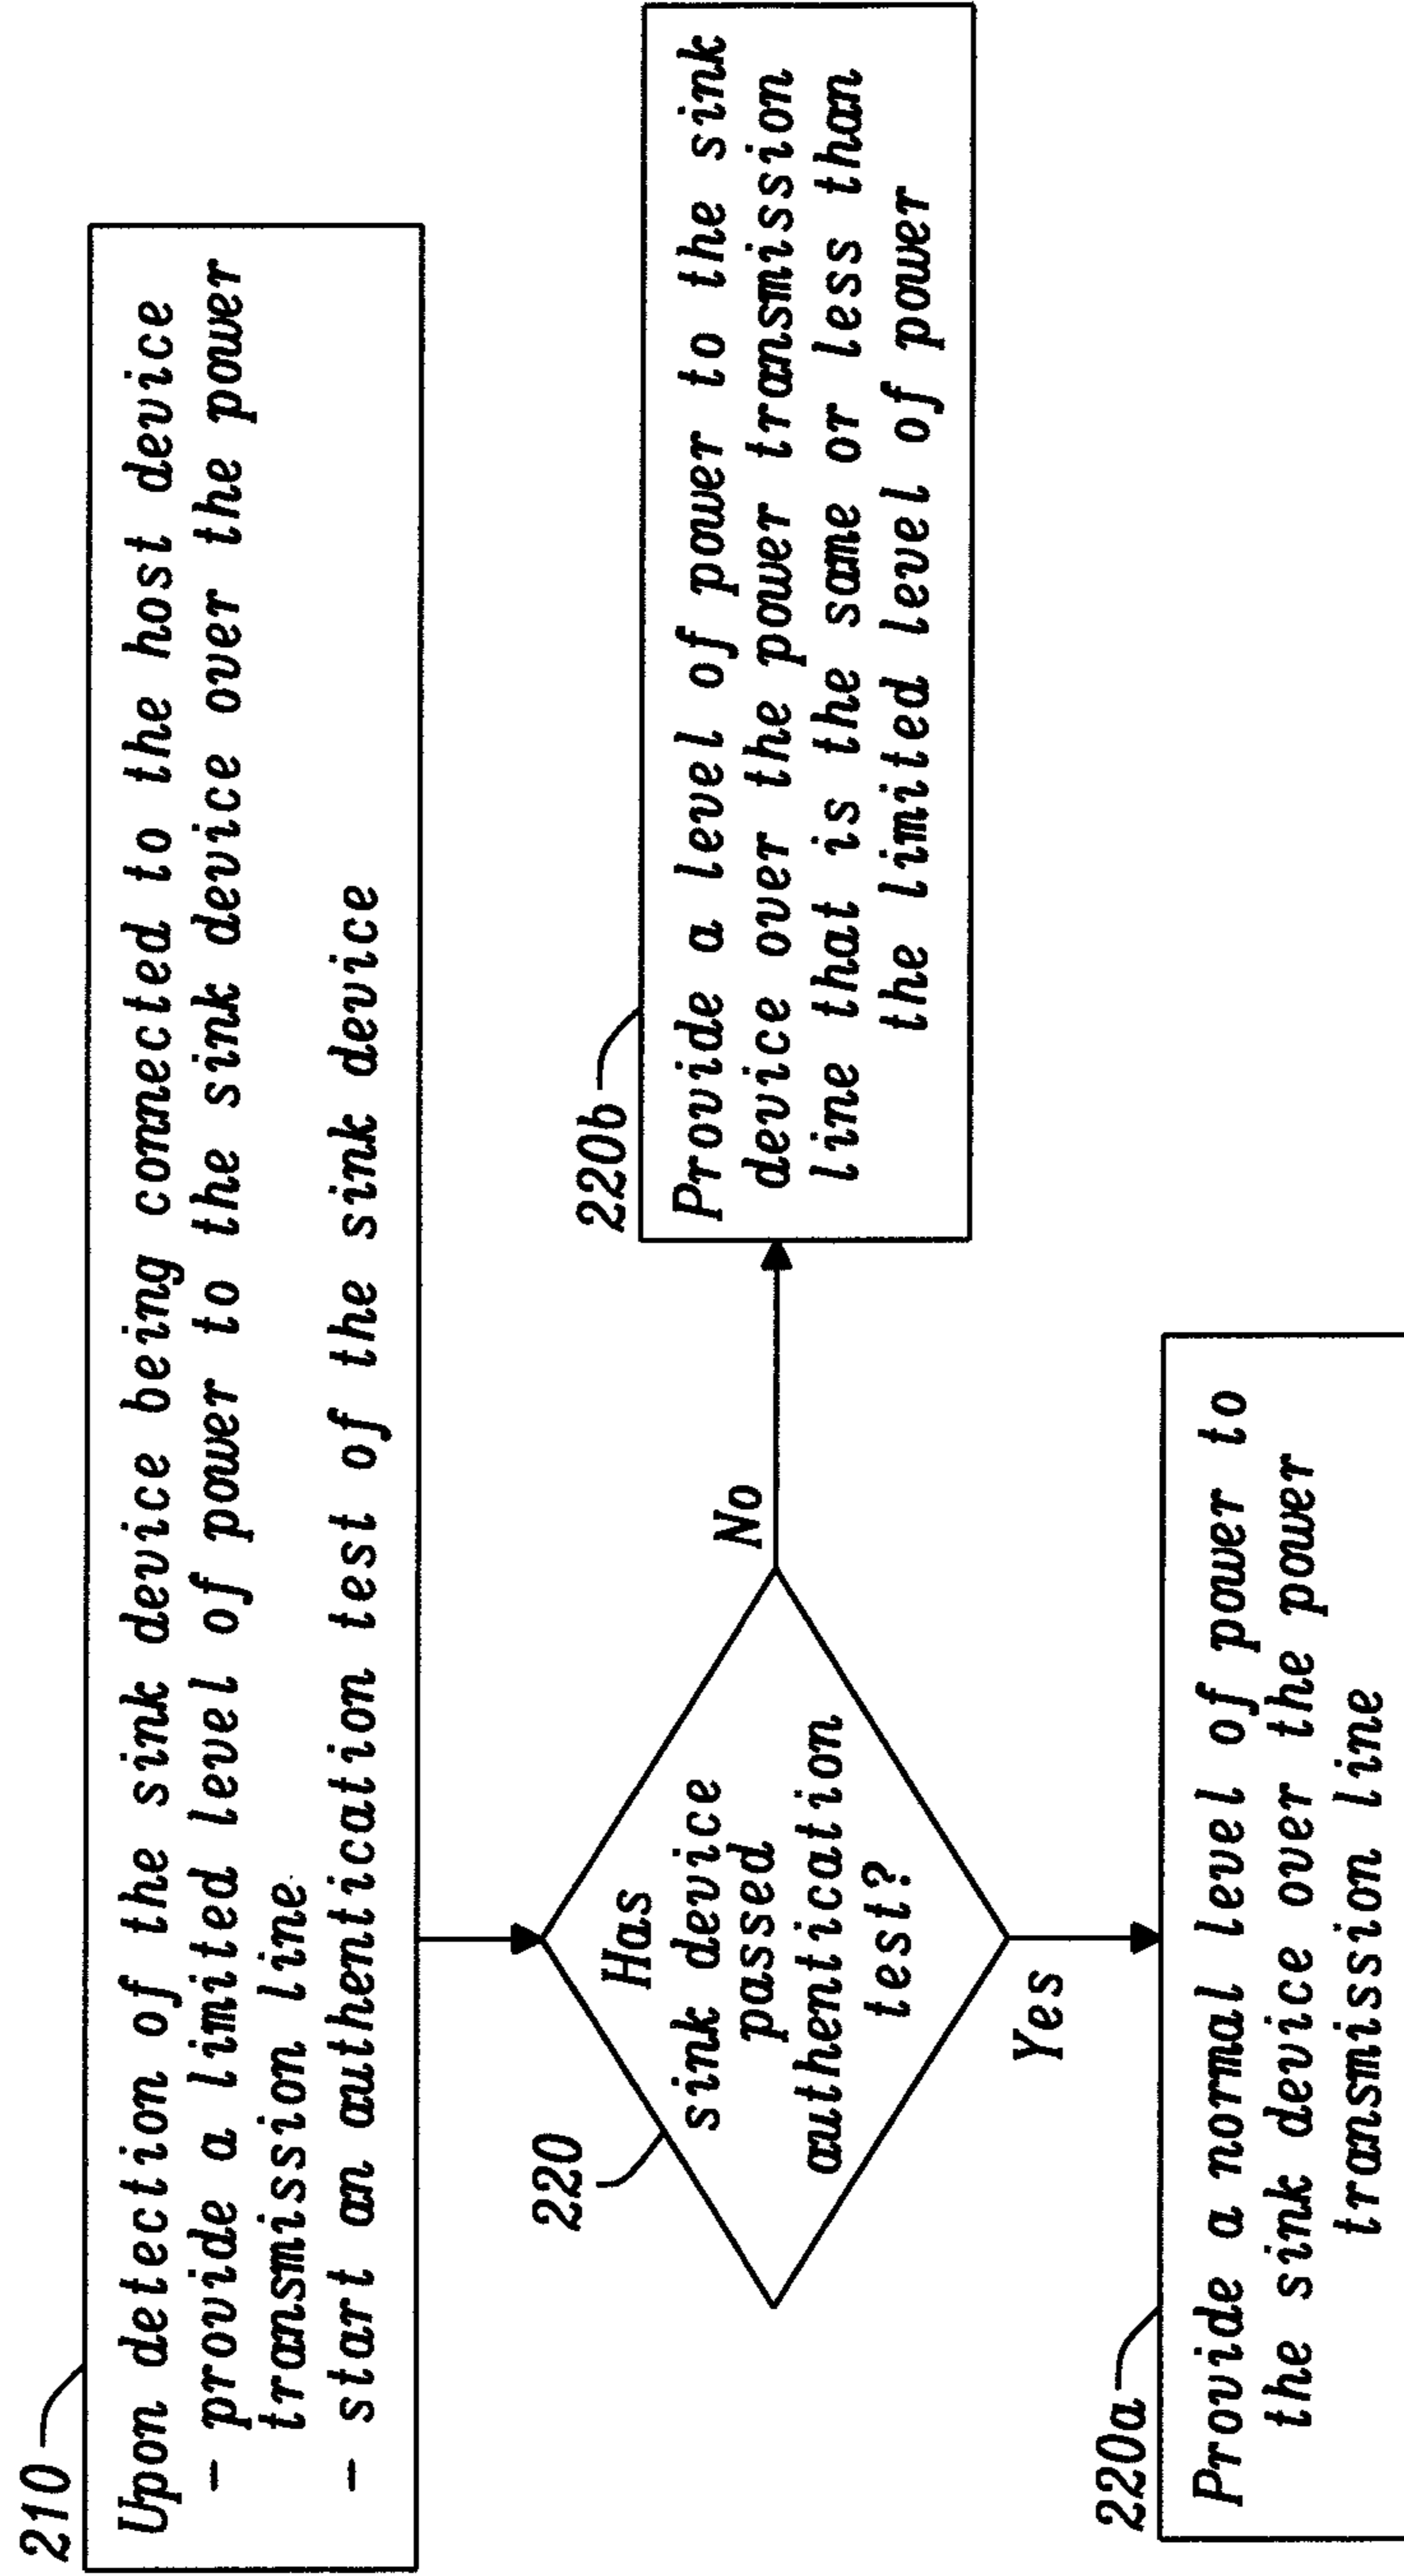 210
Upon detection of the sink device being connected to the host device
- provide a limited level of power to the sink device over the power
transmission line
- start an authentication test of the sink device
220
Has
sink device
passed
authentication
test?
No
Yes
220b
Provide a level of power to the sink
device over the power transmission
line that is the same or less than
the limited level of power
220a
Provide a normal level of power to
the sink device over the power
transmission line